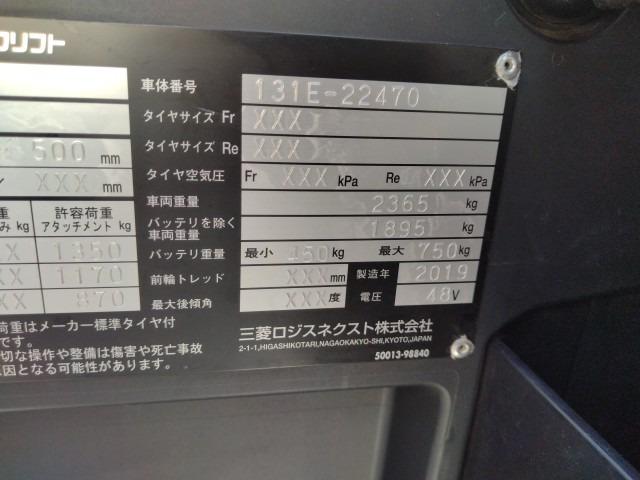 フリフト
車体番号 131E-22470
タイヤサイズ Fr XXX
タイヤサイズ Re XXX
500 mm
タイヤ空気圧 Fr XXX kPa Re XXX kPa
XXX mm
車両重量 2365 kg
バッテリを除く車両重量 1895 kg
許容荷重
アタッチメント kg
バッテリ重量 最小 450 kg 最大 750 kg
1350
前輪トレッド XXX mm 製造年 2019
1170
最大後傾角 XXX 度 電圧 48 V
870
荷重はメーカー標準タイヤ付
です。
切な操作や整備は傷害や死亡事故
因となる可能性があります。
三菱ロジスネクスト株式会社
2-1-1,HIGASHIKOTARI,NAGAOKAKYO-SHI,KYOTO,JAPAN
50013-98840